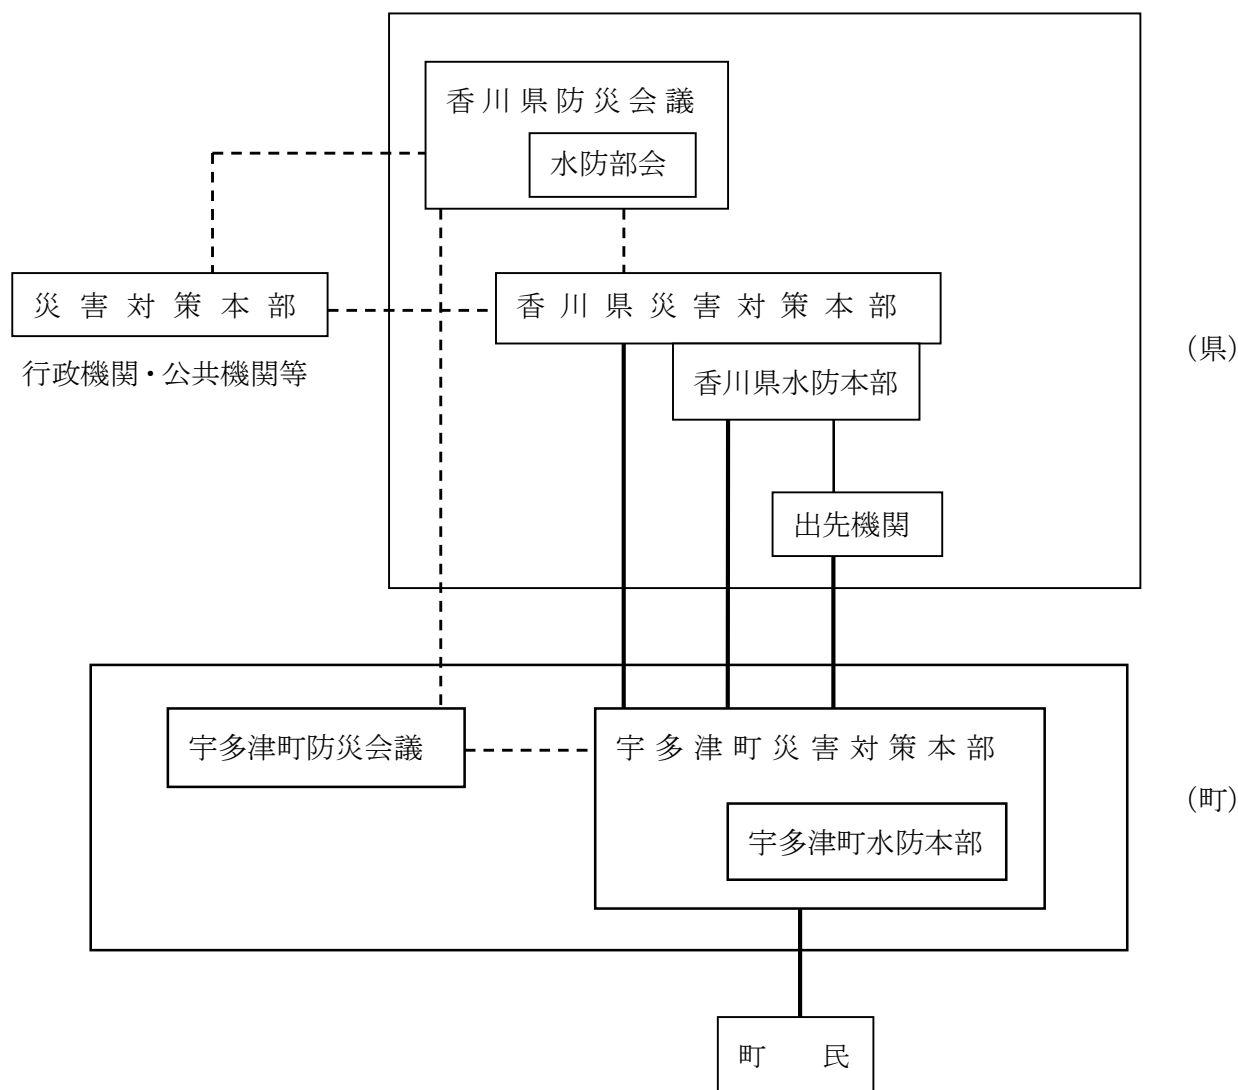 香川県防災会議
水防部会
災害対策本部
香川県災害対策本部
行政機関・公共機関等
(県)
香川県水防本部
出先機関
宇多津町防災会議
宇多津町災害対策本部
(町)
宇多津町水防本部
町　民